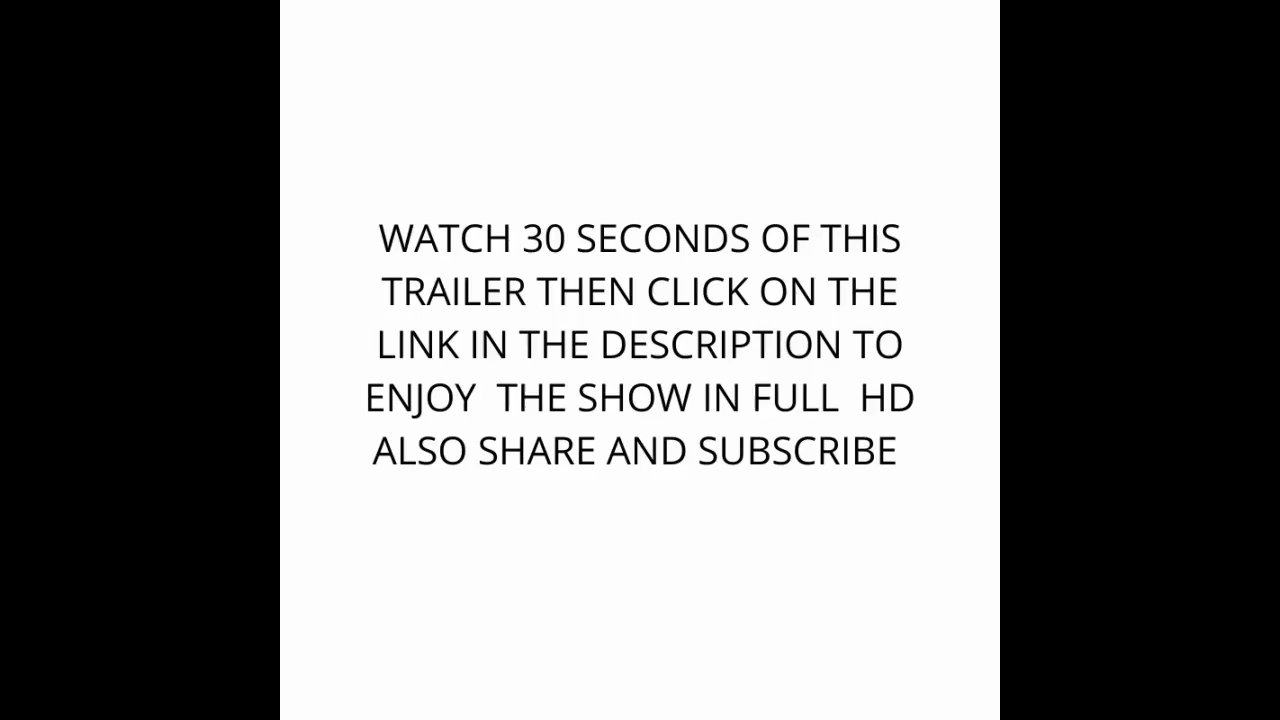 WATCH 30 SECONDS OF THIS
TRAILER THEN CLICK ON THE
LINK IN THE DESCRIPTION TO
ENJOY  THE SHOW IN FULL  HD
ALSO SHARE AND SUBSCRIBE